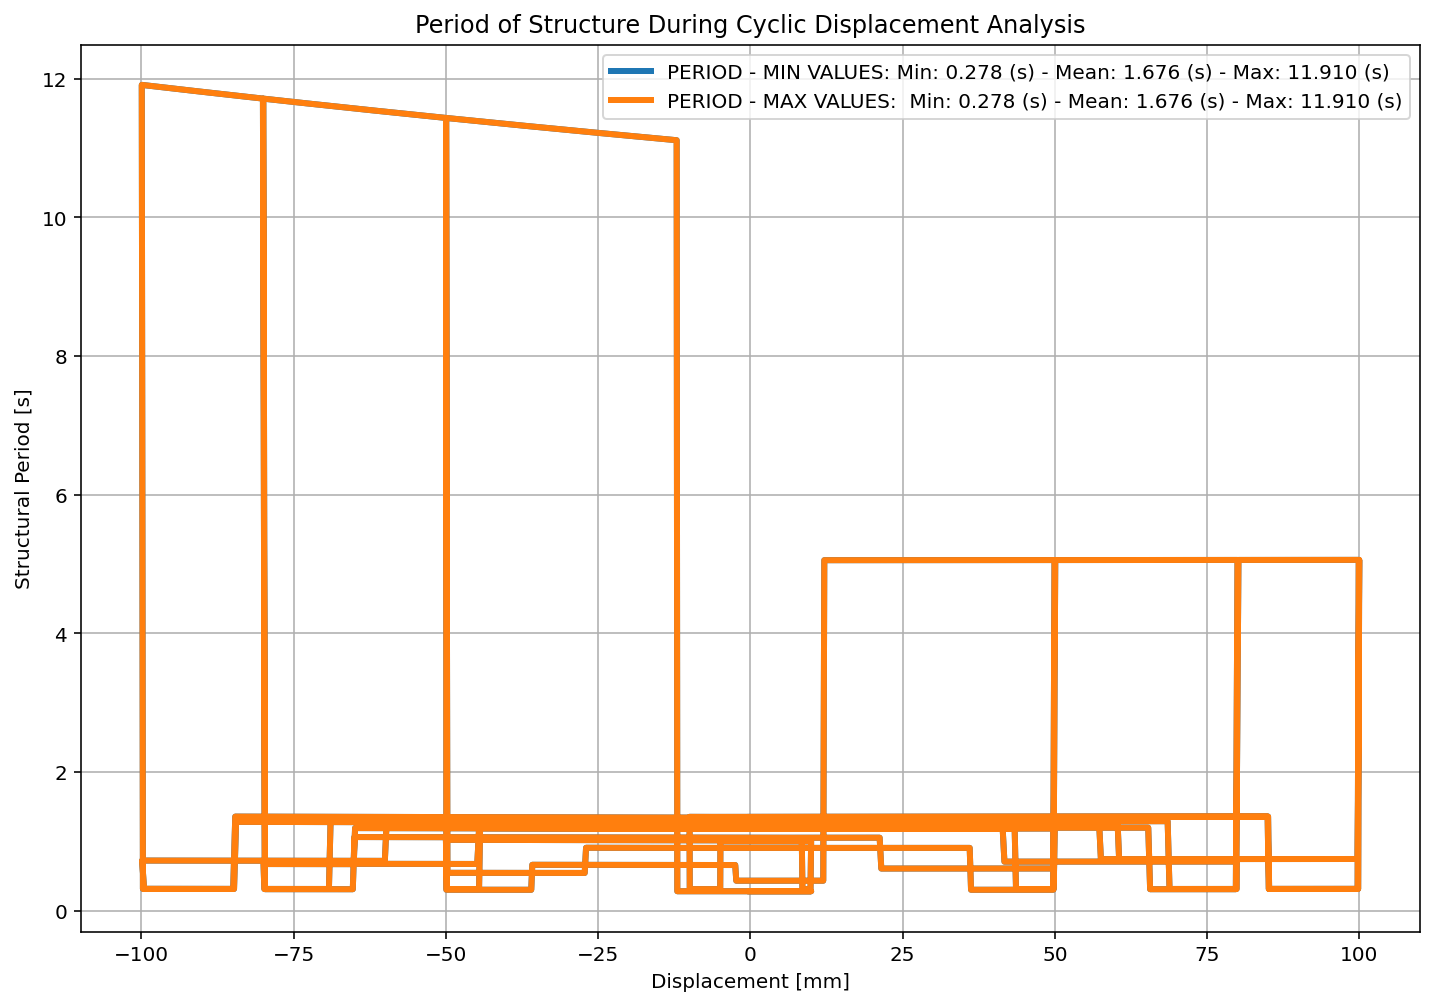 Period of Structure During Cyclic Displacement Analysis
PERIOD - MIN VALUES: Min: 0.278 (s) - Mean: 1.676 (s) - Max: 11.910 (s)
PERIOD - MAX VALUES:  Min: 0.278 (s) - Mean: 1.676 (s) - Max: 11.910 (s)
Structural Period [s]
12
10
8
6
4
2
0
−100 −75 −50 −25 0 25 50 75 100
Displacement [mm]